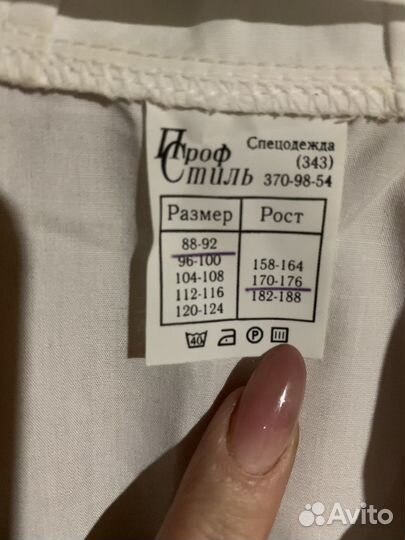 Проф Спецодежда
(343)
Стиль 370-98-54
Размер Рост
88-92
96-100 158-164
104-108 170-176
112-116 182-188
120-124
40 P
Avito